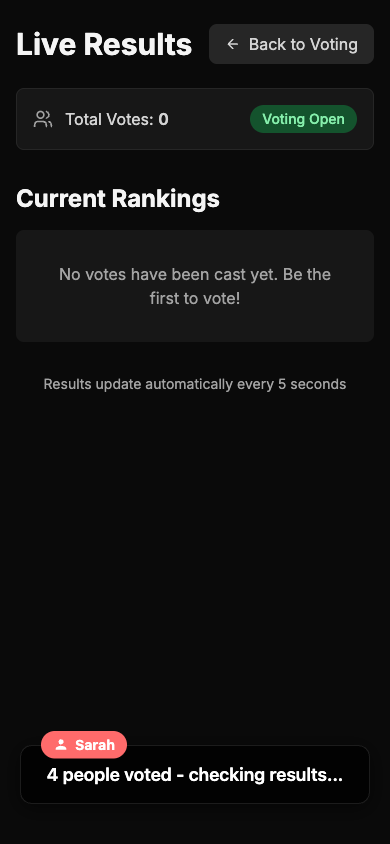 Live Results
Back to Voting
Total Votes: 0
Voting Open
Current Rankings
No votes have been cast yet. Be the
first to vote!
Results update automatically every 5 seconds
Sarah
4 people voted - checking results...